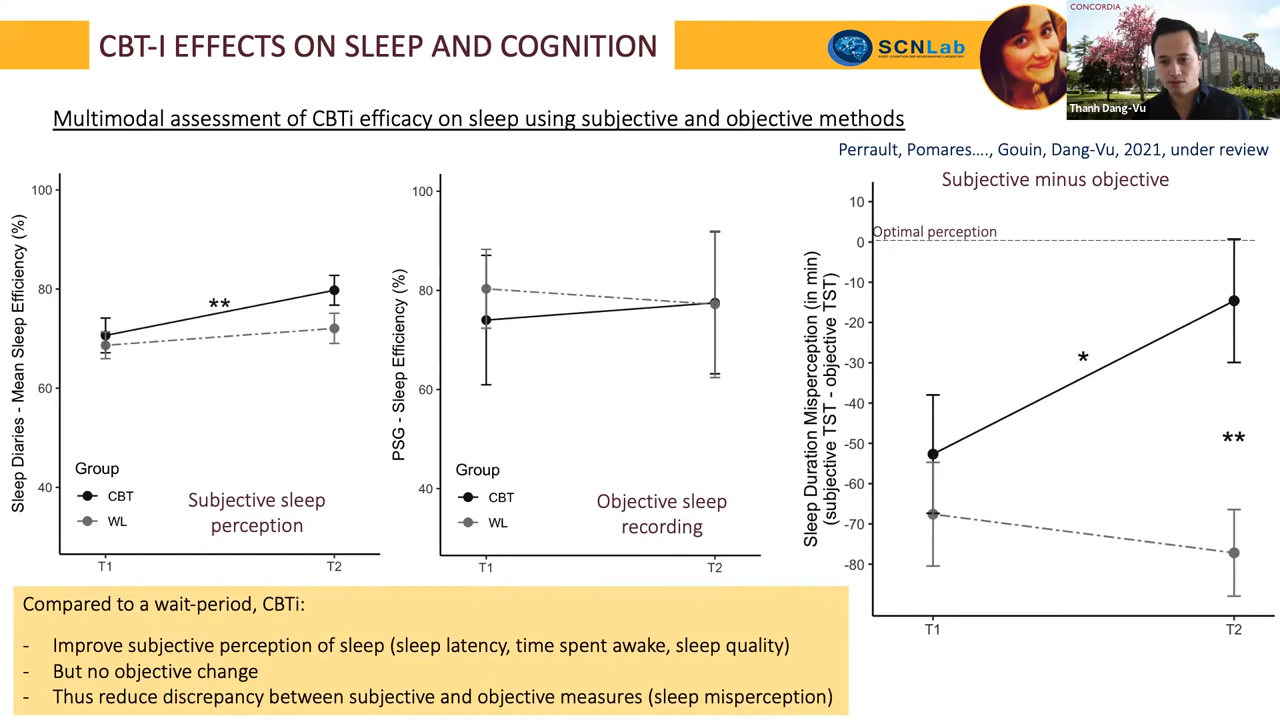 CBT-I EFFECTS ON SLEEP AND COGNITION
SCNLab
SLEEP, COGNITION AND NEUROIMAGING LABORATORY
CONCORDIA
Thanh Dang-Vu
Multimodal assessment of CBTi efficacy on sleep using subjective and objective methods
Perrault, Pomares...., Gouin, Dang-Vu, 2021, under review
Sleep Diaries - Mean Sleep Efficiency (%)
100
80
60
40
**
Group
CBT
WL
Subjective sleep
perception
T1
T2
PSG - Sleep Efficiency (%)
100
80
60
40
Group
CBT
WL
Objective sleep
recording
T1
T2
Subjective minus objective
Sleep Duration Misperception (in min)
(subjective TST - objective TST)
10
Optimal perception
0
-10
-20
-30
-40
-50
-60
-70
-80
*
**
T1
T2
Compared to a wait-period, CBTi:
- Improve subjective perception of sleep (sleep latency, time spent awake, sleep quality)
- But no objective change
- Thus reduce discrepancy between subjective and objective measures (sleep misperception)